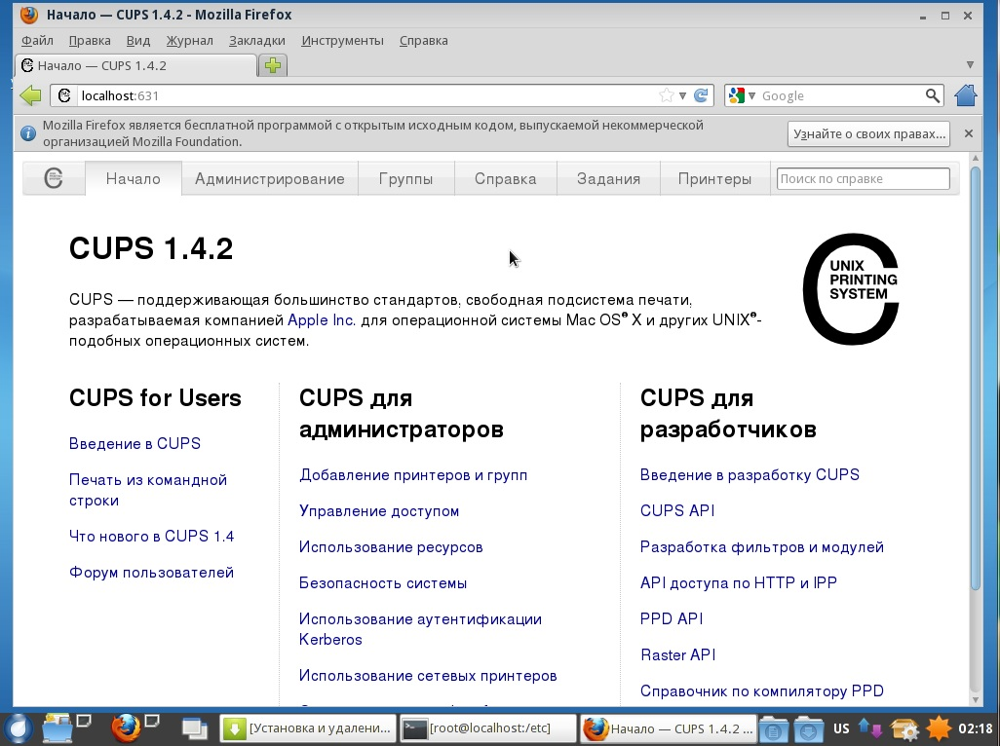 Начало — CUPS 1.4.2 - Mozilla Firefox
Файл Правка Вид Журнал Закладки Инструменты Справка
Начало — CUPS 1.4.2
localhost:631
Google
Mozilla Firefox является бесплатной программой с открытым исходным кодом, выпускаемой некоммерческой
организацией Mozilla Foundation.
Узнайте о своих правах...
Начало Администрирование Группы Справка Задания Принтеры Поиск по справке
CUPS 1.4.2
CUPS — поддерживающая большинство стандартов, свободная подсистема печати,
разрабатываемая компанией Apple Inc. для операционной системы Mac OS® X и других UNIX®-
подобных операционных систем.
UNIX
PRINTING
SYSTEM
CUPS for Users
Введение в CUPS
Печать из командной
строки
Что нового в CUPS 1.4
Форум пользователей
CUPS для
администраторов
Добавление принтеров и групп
Управление доступом
Использование ресурсов
Безопасность системы
Использование аутентификации
Kerberos
Использование сетевых принтеров
CUPS для
разработчиков
Введение в разработку CUPS
CUPS API
Разработка фильтров и модулей
API доступа по HTTP и IPP
PPD API
Raster API
Справочник по компилятору PPD
[Установка и удалени... [root@localhost:/etc] Начало — CUPS 1.4.2 ... US 02:18